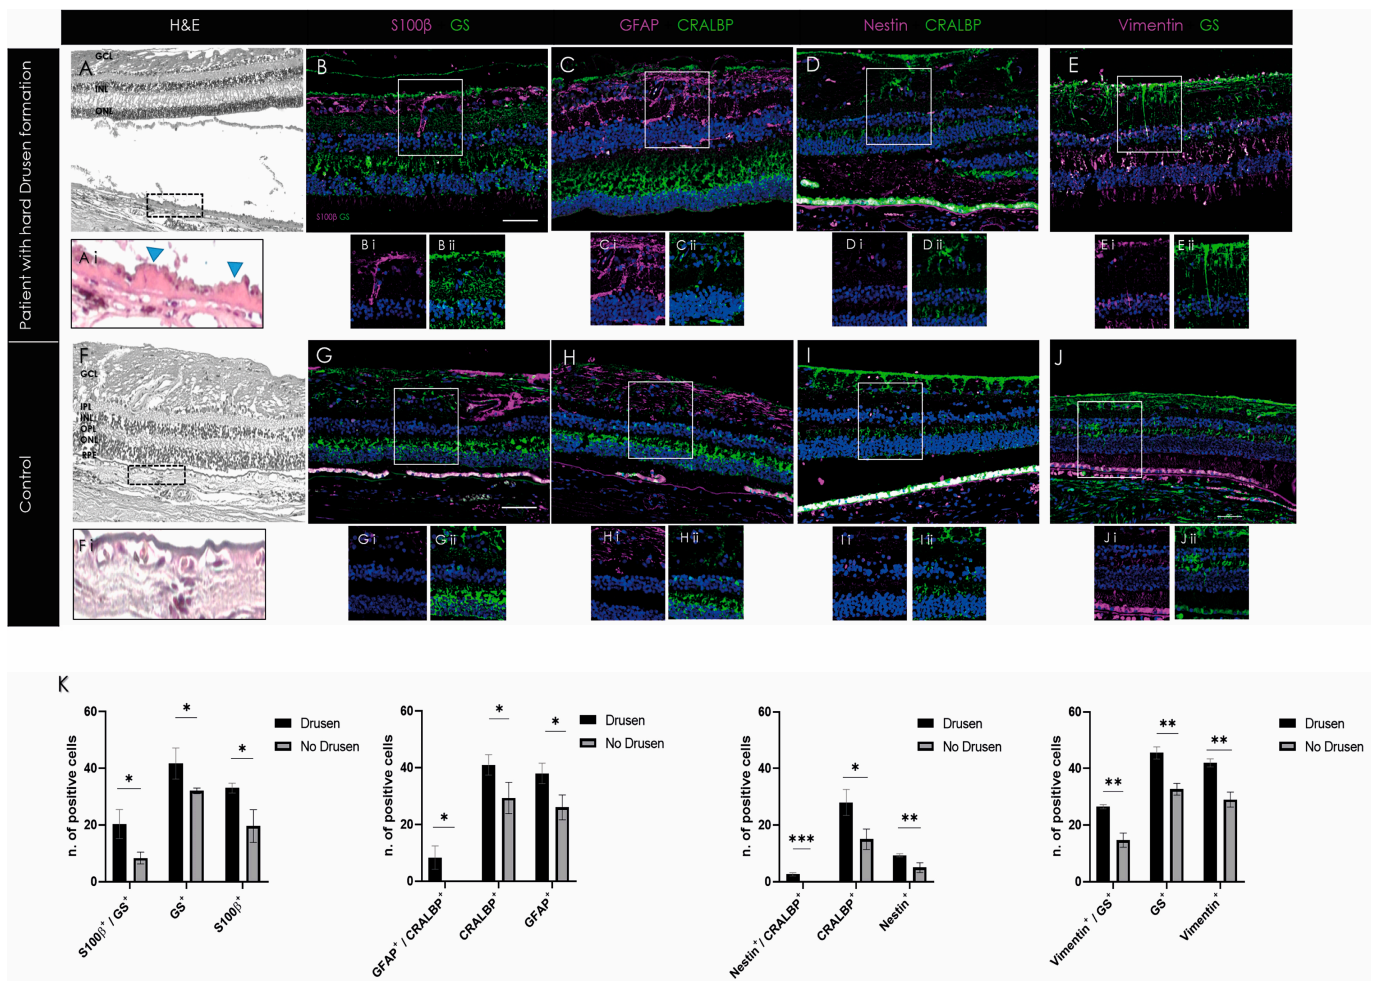 H&E
S100β GS
GFAP CRALBP
Nestin CRALBP
Vimentin GS
Patient with hard Drusen formation
A
GCL
INL
ONL
B
S100β GS
C
D
E
A i
B i
B ii
C i
C ii
D i
D ii
E i
E ii
Control
F
GCL
IPL
INL
OPL
ONL
RPE
G
H
I
J
F i
G i
G ii
H i
H ii
I i
I ii
J i
J ii
K
n. of positive cells
60
40
20
0
*
*
*
Drusen
No Drusen
S100β+ / GS+
GS+
S100β+
n. of positive cells
60
40
20
0
*
*
*
Drusen
No Drusen
GFAP+ / CRALBP+
CRALBP+
GFAP+
n. of positive cells
60
40
20
0
***
*
**
Drusen
No Drusen
Nestin+ / CRALBP+
CRALBP+
Nestin+
n. of positive cells
60
40
20
0
**
**
**
Drusen
No Drusen
Vimentin+ / GS+
GS+
Vimentin+